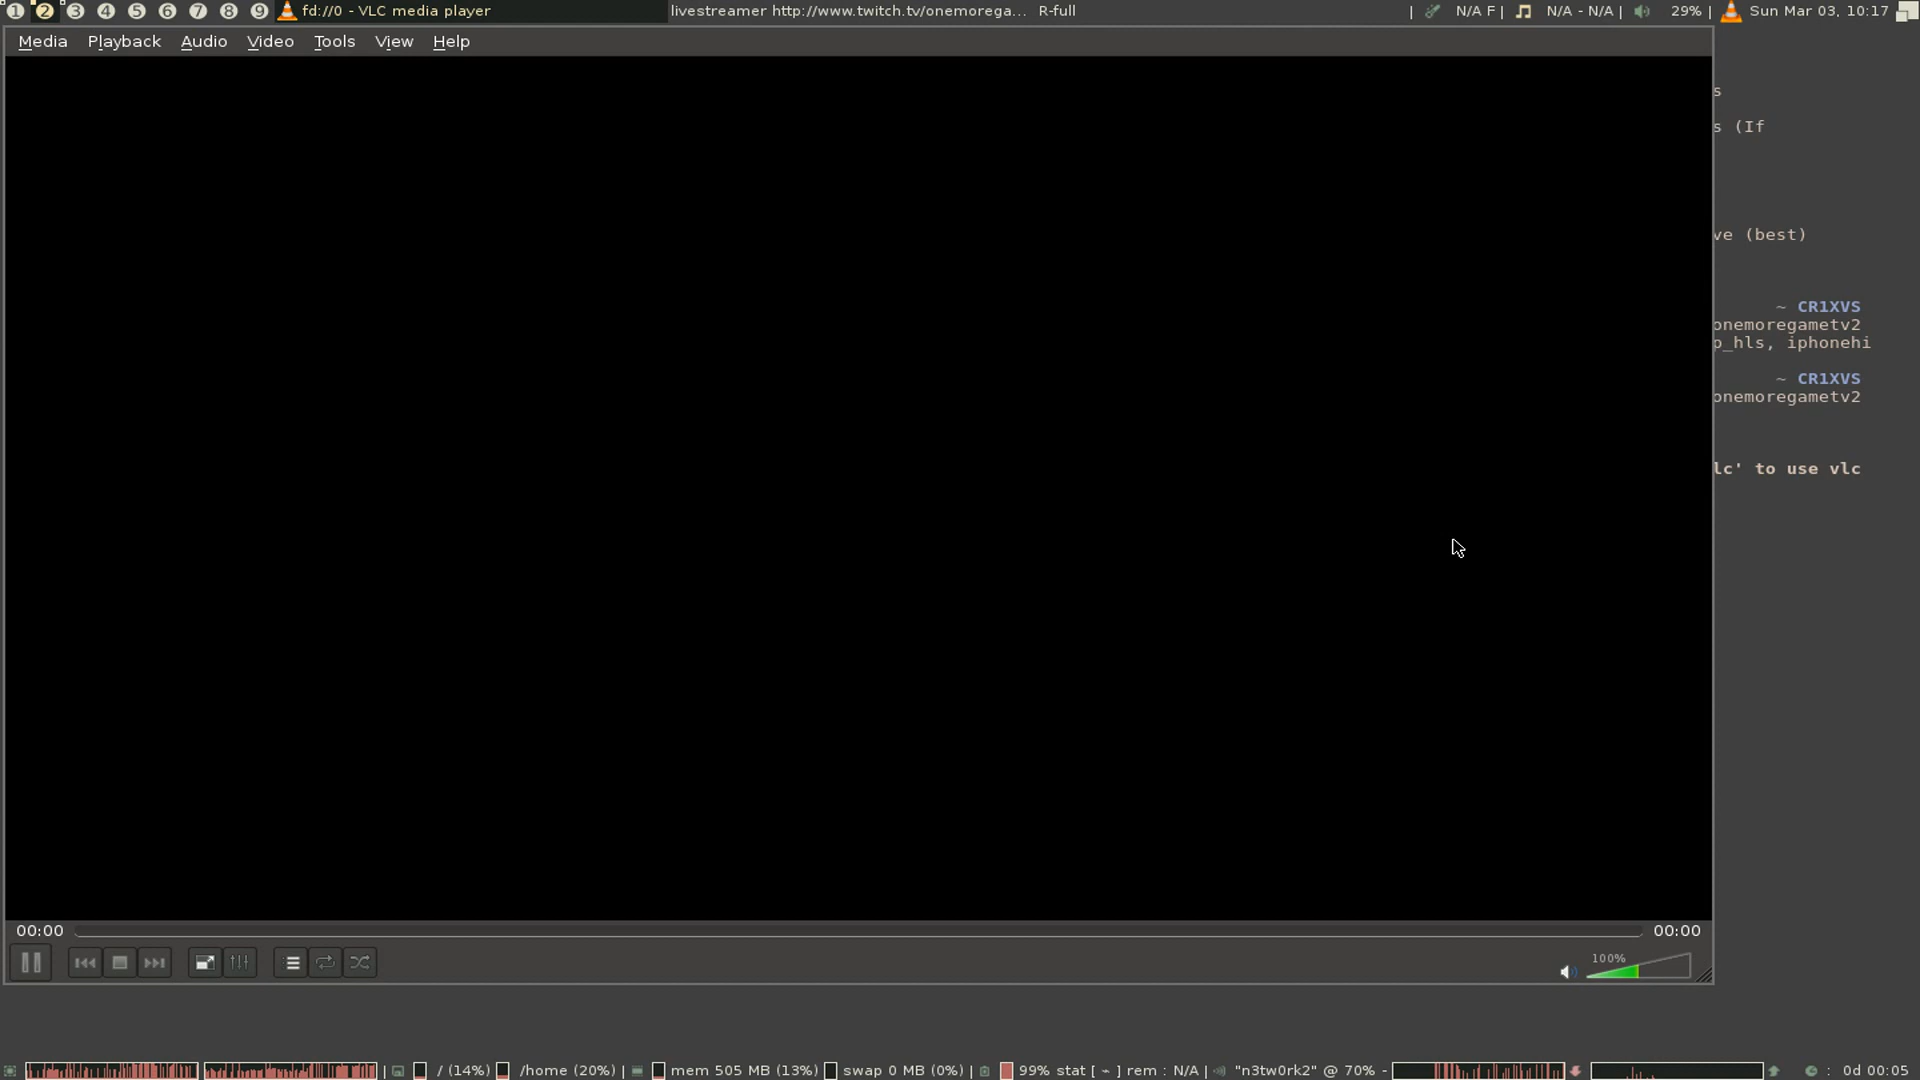 1 2 3 4 5 6 7 8 9 fd://0 - VLC media player livestreamer http://www.twitch.tv/onemorega... R-full | N/A F | N/A - N/A | 29% | Sun Mar 03, 10:17
Media Playback Audio Video Tools View Help
s
s (If
ve (best)
~ CR1XVS
onemoregametv2
p_hls, iphonehi
~ CR1XVS
onemoregametv2
lc' to use vlc
00:00 00:00
100%
| / (14%) /home (20%) | mem 505 MB (13%) swap 0 MB (0%) | 99% stat [ ⌁ ] rem : N/A | "n3tw0rk2" @ 70% - : 0d 00:05